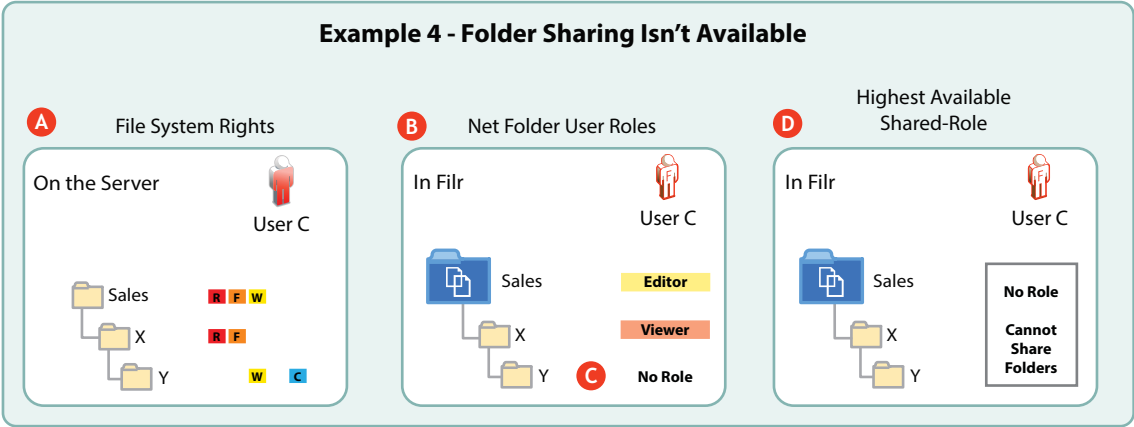 Example 4 - Folder Sharing Isn't Available
A
File System Rights
On the Server
User C
Sales
R F W
X
R F
Y
W C
B
Net Folder User Roles
In Filr
F
User C
Sales
Editor
X
Viewer
Y
C
No Role
D
Highest Available
Shared-Role
In Filr
F
User C
Sales
X
Y
No Role
Cannot
Share
Folders